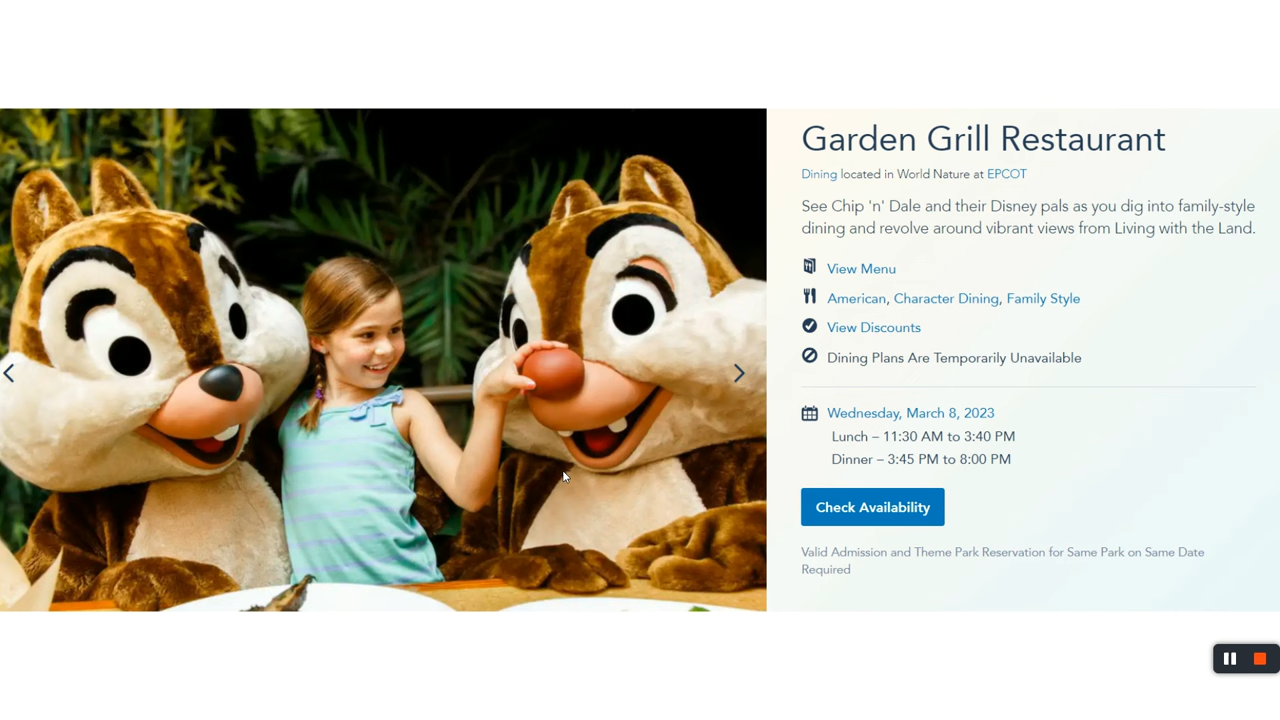 Garden Grill Restaurant
Dining located in World Nature at EPCOT
See Chip 'n' Dale and their Disney pals as you dig into family-style
dining and revolve around vibrant views from Living with the Land.
View Menu
American, Character Dining, Family Style
View Discounts
Dining Plans Are Temporarily Unavailable
Wednesday, March 8, 2023
Lunch – 11:30 AM to 3:40 PM
Dinner – 3:45 PM to 8:00 PM
Check Availability
Valid Admission and Theme Park Reservation for Same Park on Same Date
Required